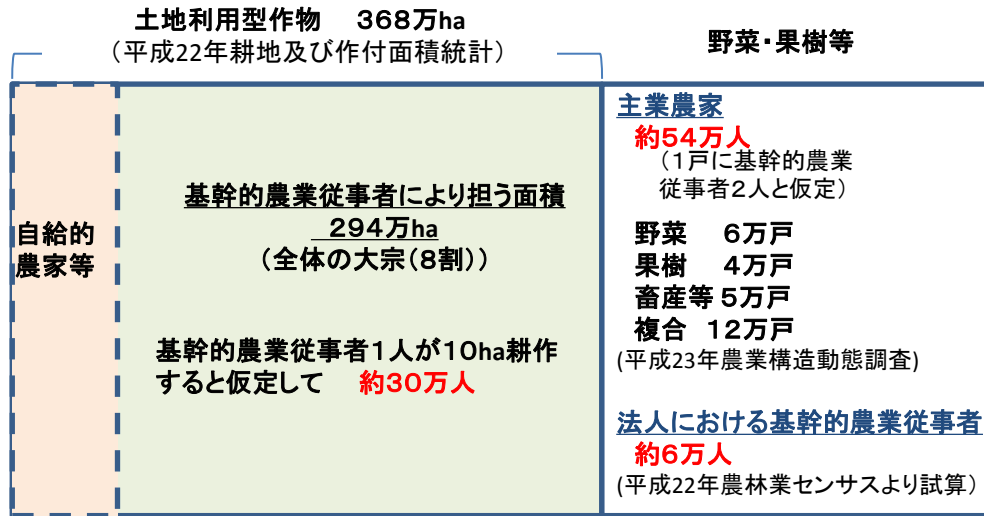 土地利用型作物　368万ha
（平成22年耕地及び作付面積統計）
野菜・果樹等
自給的
農家等
基幹的農業従事者により担う面積
294万ha
（全体の大宗（８割））
基幹的農業従事者１人が10ha耕作
すると仮定して　約30万人
主業農家
約54万人
（１戸に基幹的農業
従事者２人と仮定）
野菜　６万戸
果樹　４万戸
畜産等 ５万戸
複合　12万戸
(平成23年農業構造動態調査)
法人における基幹的農業従事者
約６万人
(平成22年農林業センサスより試算）